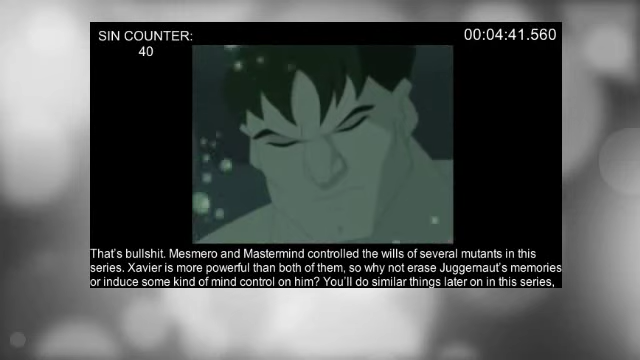 SIN COUNTER:
40
00:04:41.560
That's bullshit. Mesmero and Mastermind controlled the wills of several mutants in this
series. Xavier is more powerful than both of them, so why not erase Juggernaut's memories
or induce some kind of mind control on him? You'll do similar things later on in this series,